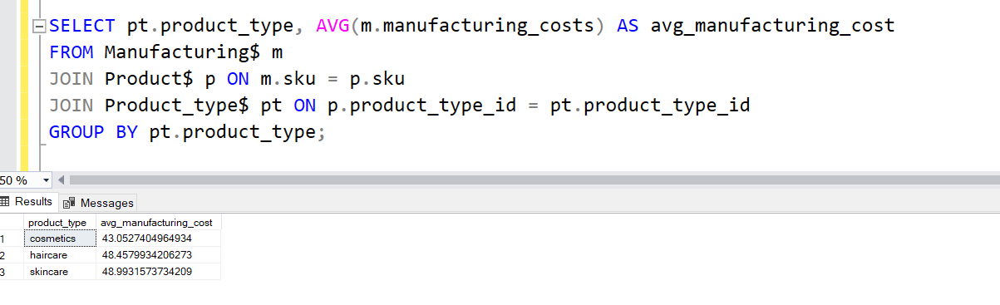 SELECT pt.product_type, AVG(m.manufacturing_costs) AS avg_manufacturing_cost
FROM Manufacturing$ m
JOIN Product$ p ON m.sku = p.sku
JOIN Product_type$ pt ON p.product_type_id = pt.product_type_id
GROUP BY pt.product_type;
50 %
Results Messages
product_type avg_manufacturing_cost
1 cosmetics 43.0527404964934
2 haircare 48.4579934206273
3 skincare 48.9931573734209